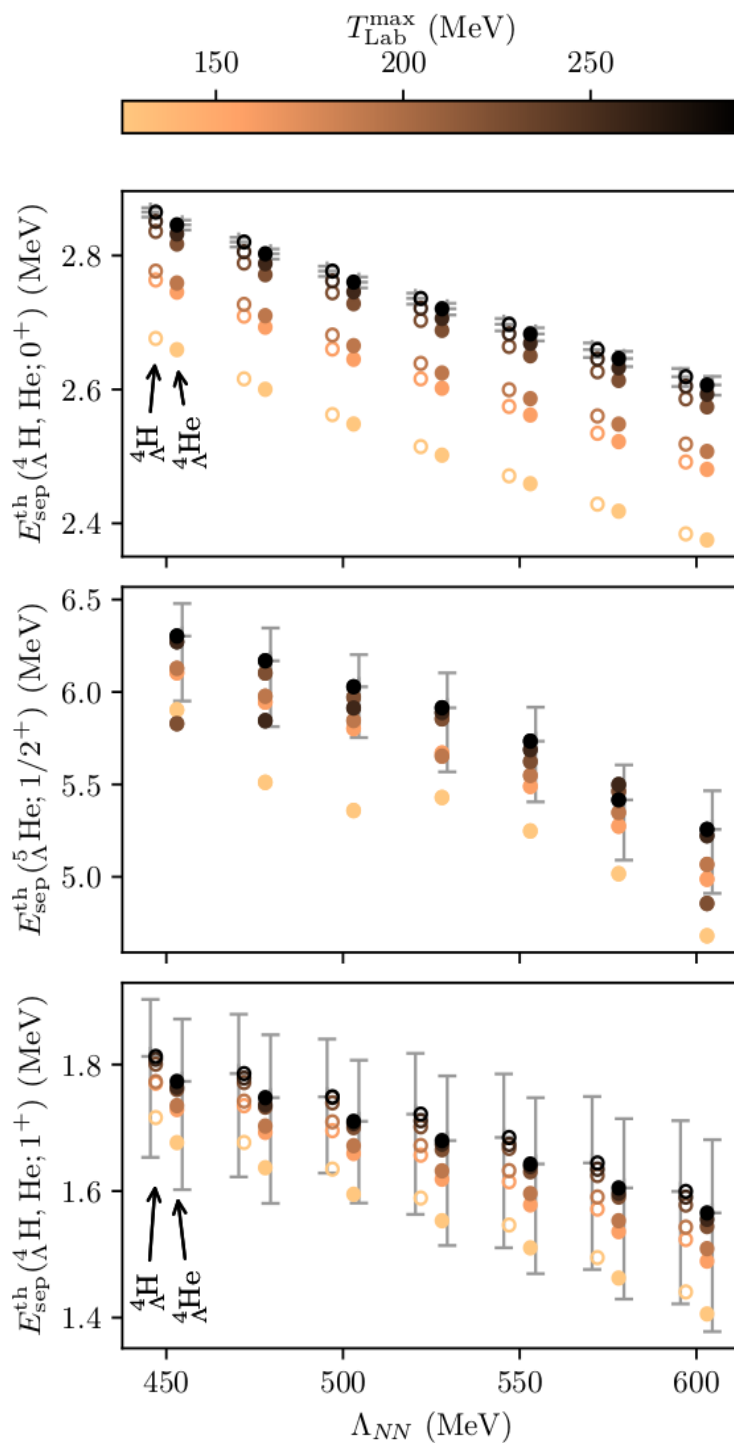 T_Lab^max (MeV)
150 200 250
E_sep^th(^4_ΛH, He; 0^+) (MeV)
2.8
2.6
2.4
^4_ΛH
^4_ΛHe
E_sep^th(^5_ΛHe; 1/2^+) (MeV)
6.5
6.0
5.5
5.0
E_sep^th(^4_ΛH, He; 1^+) (MeV)
1.8
1.6
1.4
^4_ΛH
^4_ΛHe
450 500 550 600
Λ_NN (MeV)